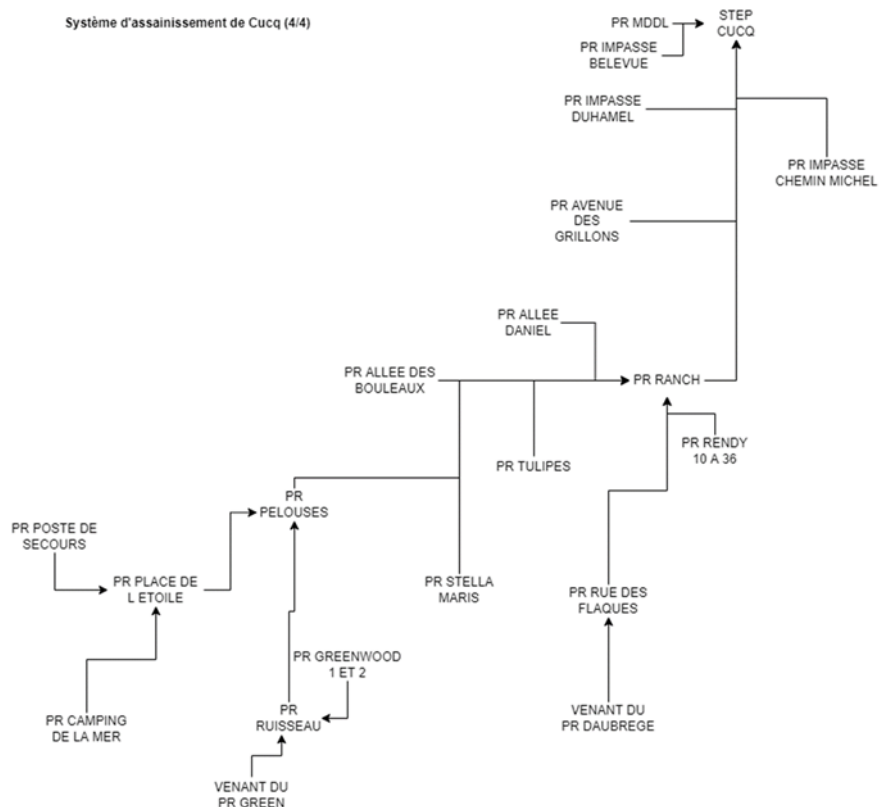 Système d'assainissement de Cucq (4/4)
PR MDDL
STEP
CUCQ
PR IMPASSE
BELEVUE
PR IMPASSE
DUHAMEL
PR IMPASSE
CHEMIN MICHEL
PR AVENUE
DES
GRILLONS
PR ALLEE
DANIEL
PR ALLEE DES
BOULEAUX
PR RANCH
PR RENDY
10 A 36
PR TULIPES
PR
PELOUSES
PR POSTE DE
SECOURS
PR PLACE DE
L ETOILE
PR STELLA
MARIS
PR RUE DES
FLAQUES
PR GREENWOOD
1 ET 2
PR CAMPING
DE LA MER
PR
RUISSEAU
VENANT DU
PR DAUBREGE
VENANT DU
PR GREEN